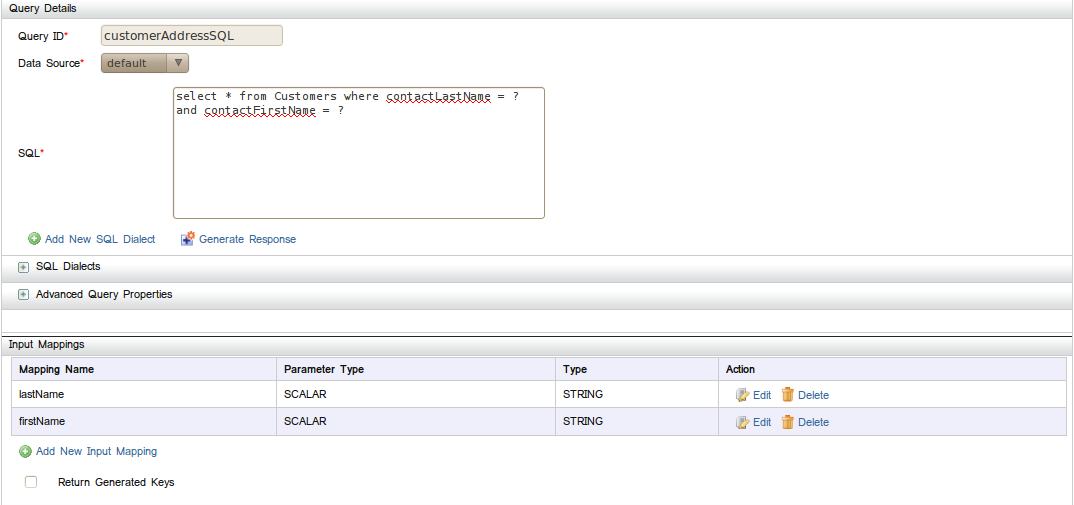 Query Details
Query ID* customerAddressSQL
Data Source* default
select * from Customers where contactLastName = ?
and contactFirstName = ?
SQL*
Add New SQL Dialect Generate Response
SQL Dialects
Advanced Query Properties
Input Mappings
Mapping Name Parameter Type Type Action
lastName SCALAR STRING Edit Delete
firstName SCALAR STRING Edit Delete
Add New Input Mapping
Return Generated Keys